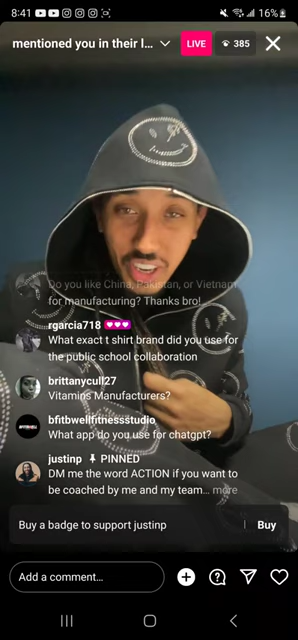 8:41
16%
mentioned you in their l...
LIVE
385
Do you like China, Pakistan, or Vietnam
for manufacturing? Thanks bro!
rgarcia718
What exact t shirt brand did you use for
the public school collaboration
brittanycull27
Vitamins Manufacturers?
bfitbwellfitnessstudio
What app do you use for chatgpt?
justinp PINNED
DM me the word ACTION if you want to
be coached by me and my team... more
Buy a badge to support justinp
Buy
Add a comment...